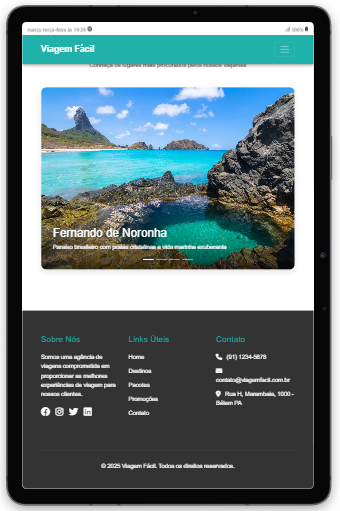 março terça-feira às 19:29
100%
Viagem Fácil
Conheça os lugares mais procurados pelos nossos viajantes
Fernando de Noronha
Paraíso brasileiro com praias cristalinas e vida marinha exuberante
Sobre Nós
Somos uma agência de
viagens comprometida em
proporcionar as melhores
experiências de viagem para
nossos clientes.
Links Úteis
Home
Destinos
Pacotes
Promoções
Contato
Contato
(91) 1234-5678
contato@viagemfacil.com.br
Rua H, Marambaia, 1000 -
Belém PA
© 2025 Viagem Fácil. Todos os direitos reservados.